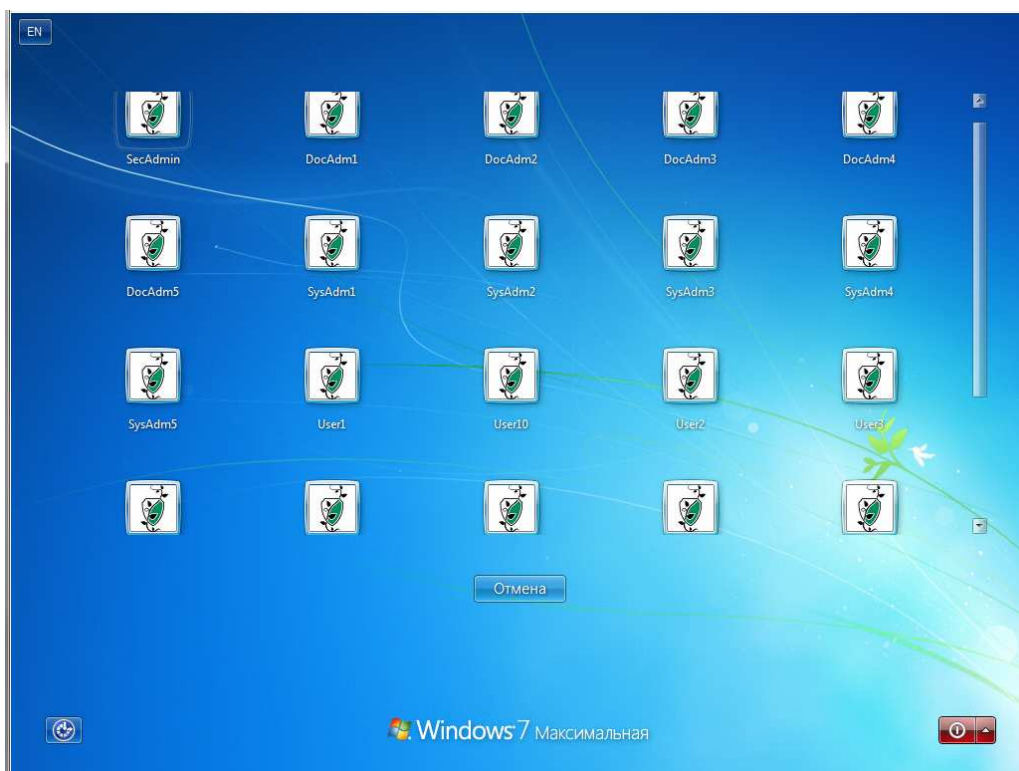 EN
SecAdmin DocAdm1 DocAdm2 DocAdm3 DocAdm4
DocAdm5 SysAdm1 SysAdm2 SysAdm3 SysAdm4
SysAdm5 User1 User10 User2 User3
Отмена
Windows 7 Максимальная